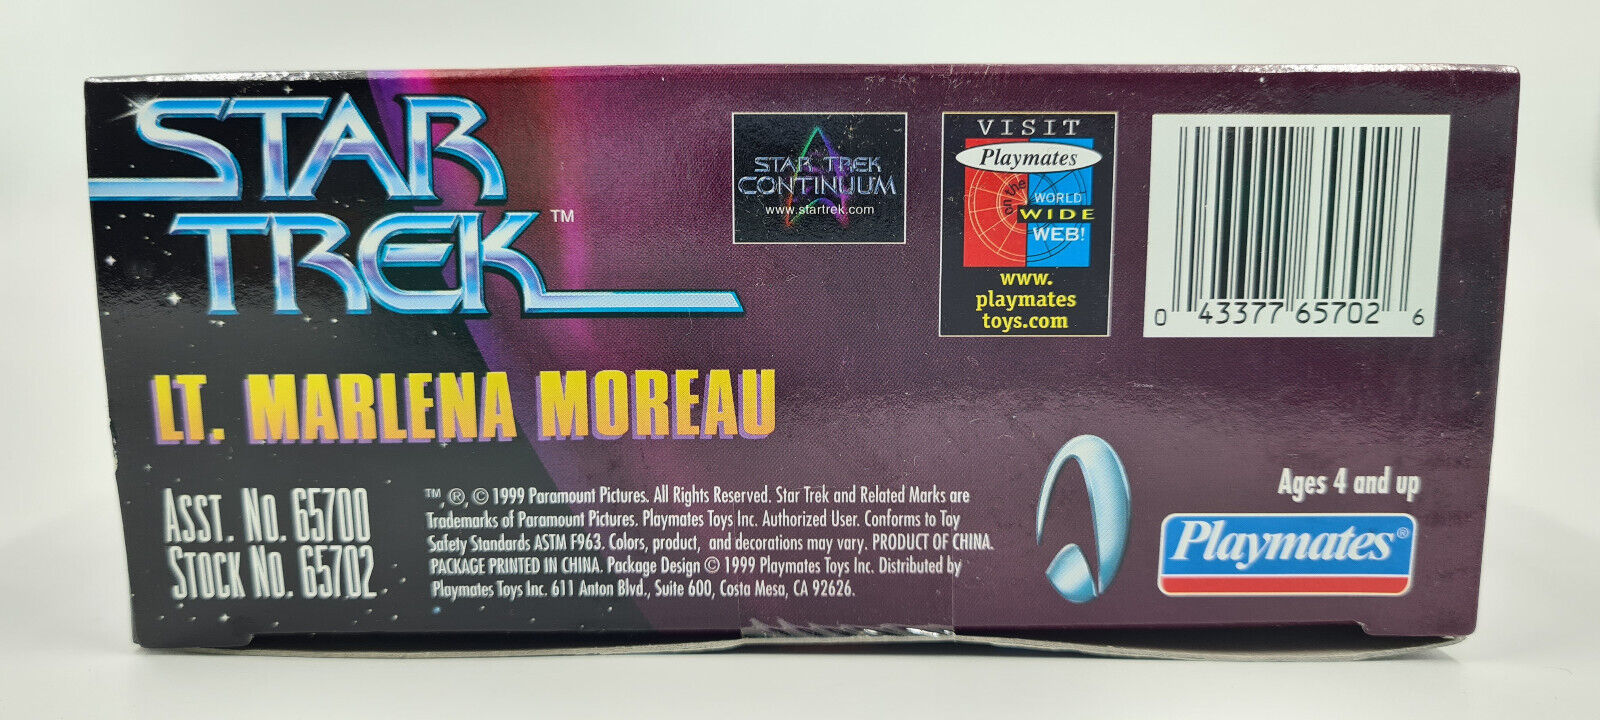 STAR
TREK™
LT. MARLENA MOREAU
ASST. NO. 65700
STOCK NO. 65702
™, ®, © 1999 Paramount Pictures. All Rights Reserved. Star Trek and Related Marks are
Trademarks of Paramount Pictures. Playmates Toys Inc. Authorized User. Conforms to Toy
Safety Standards ASTM F963. Colors, product, and decorations may vary. PRODUCT OF CHINA.
PACKAGE PRINTED IN CHINA. Package Design © 1999 Playmates Toys Inc. Distributed by
Playmates Toys Inc. 611 Anton Blvd., Suite 600, Costa Mesa, CA 92626.
STAR TREK
CONTINUUM
www.startrek.com
VISIT
Playmates
on the
WORLD
WIDE
WEB!
www.
playmates
toys.com
0 43377 65702 6
Ages 4 and up
Playmates®